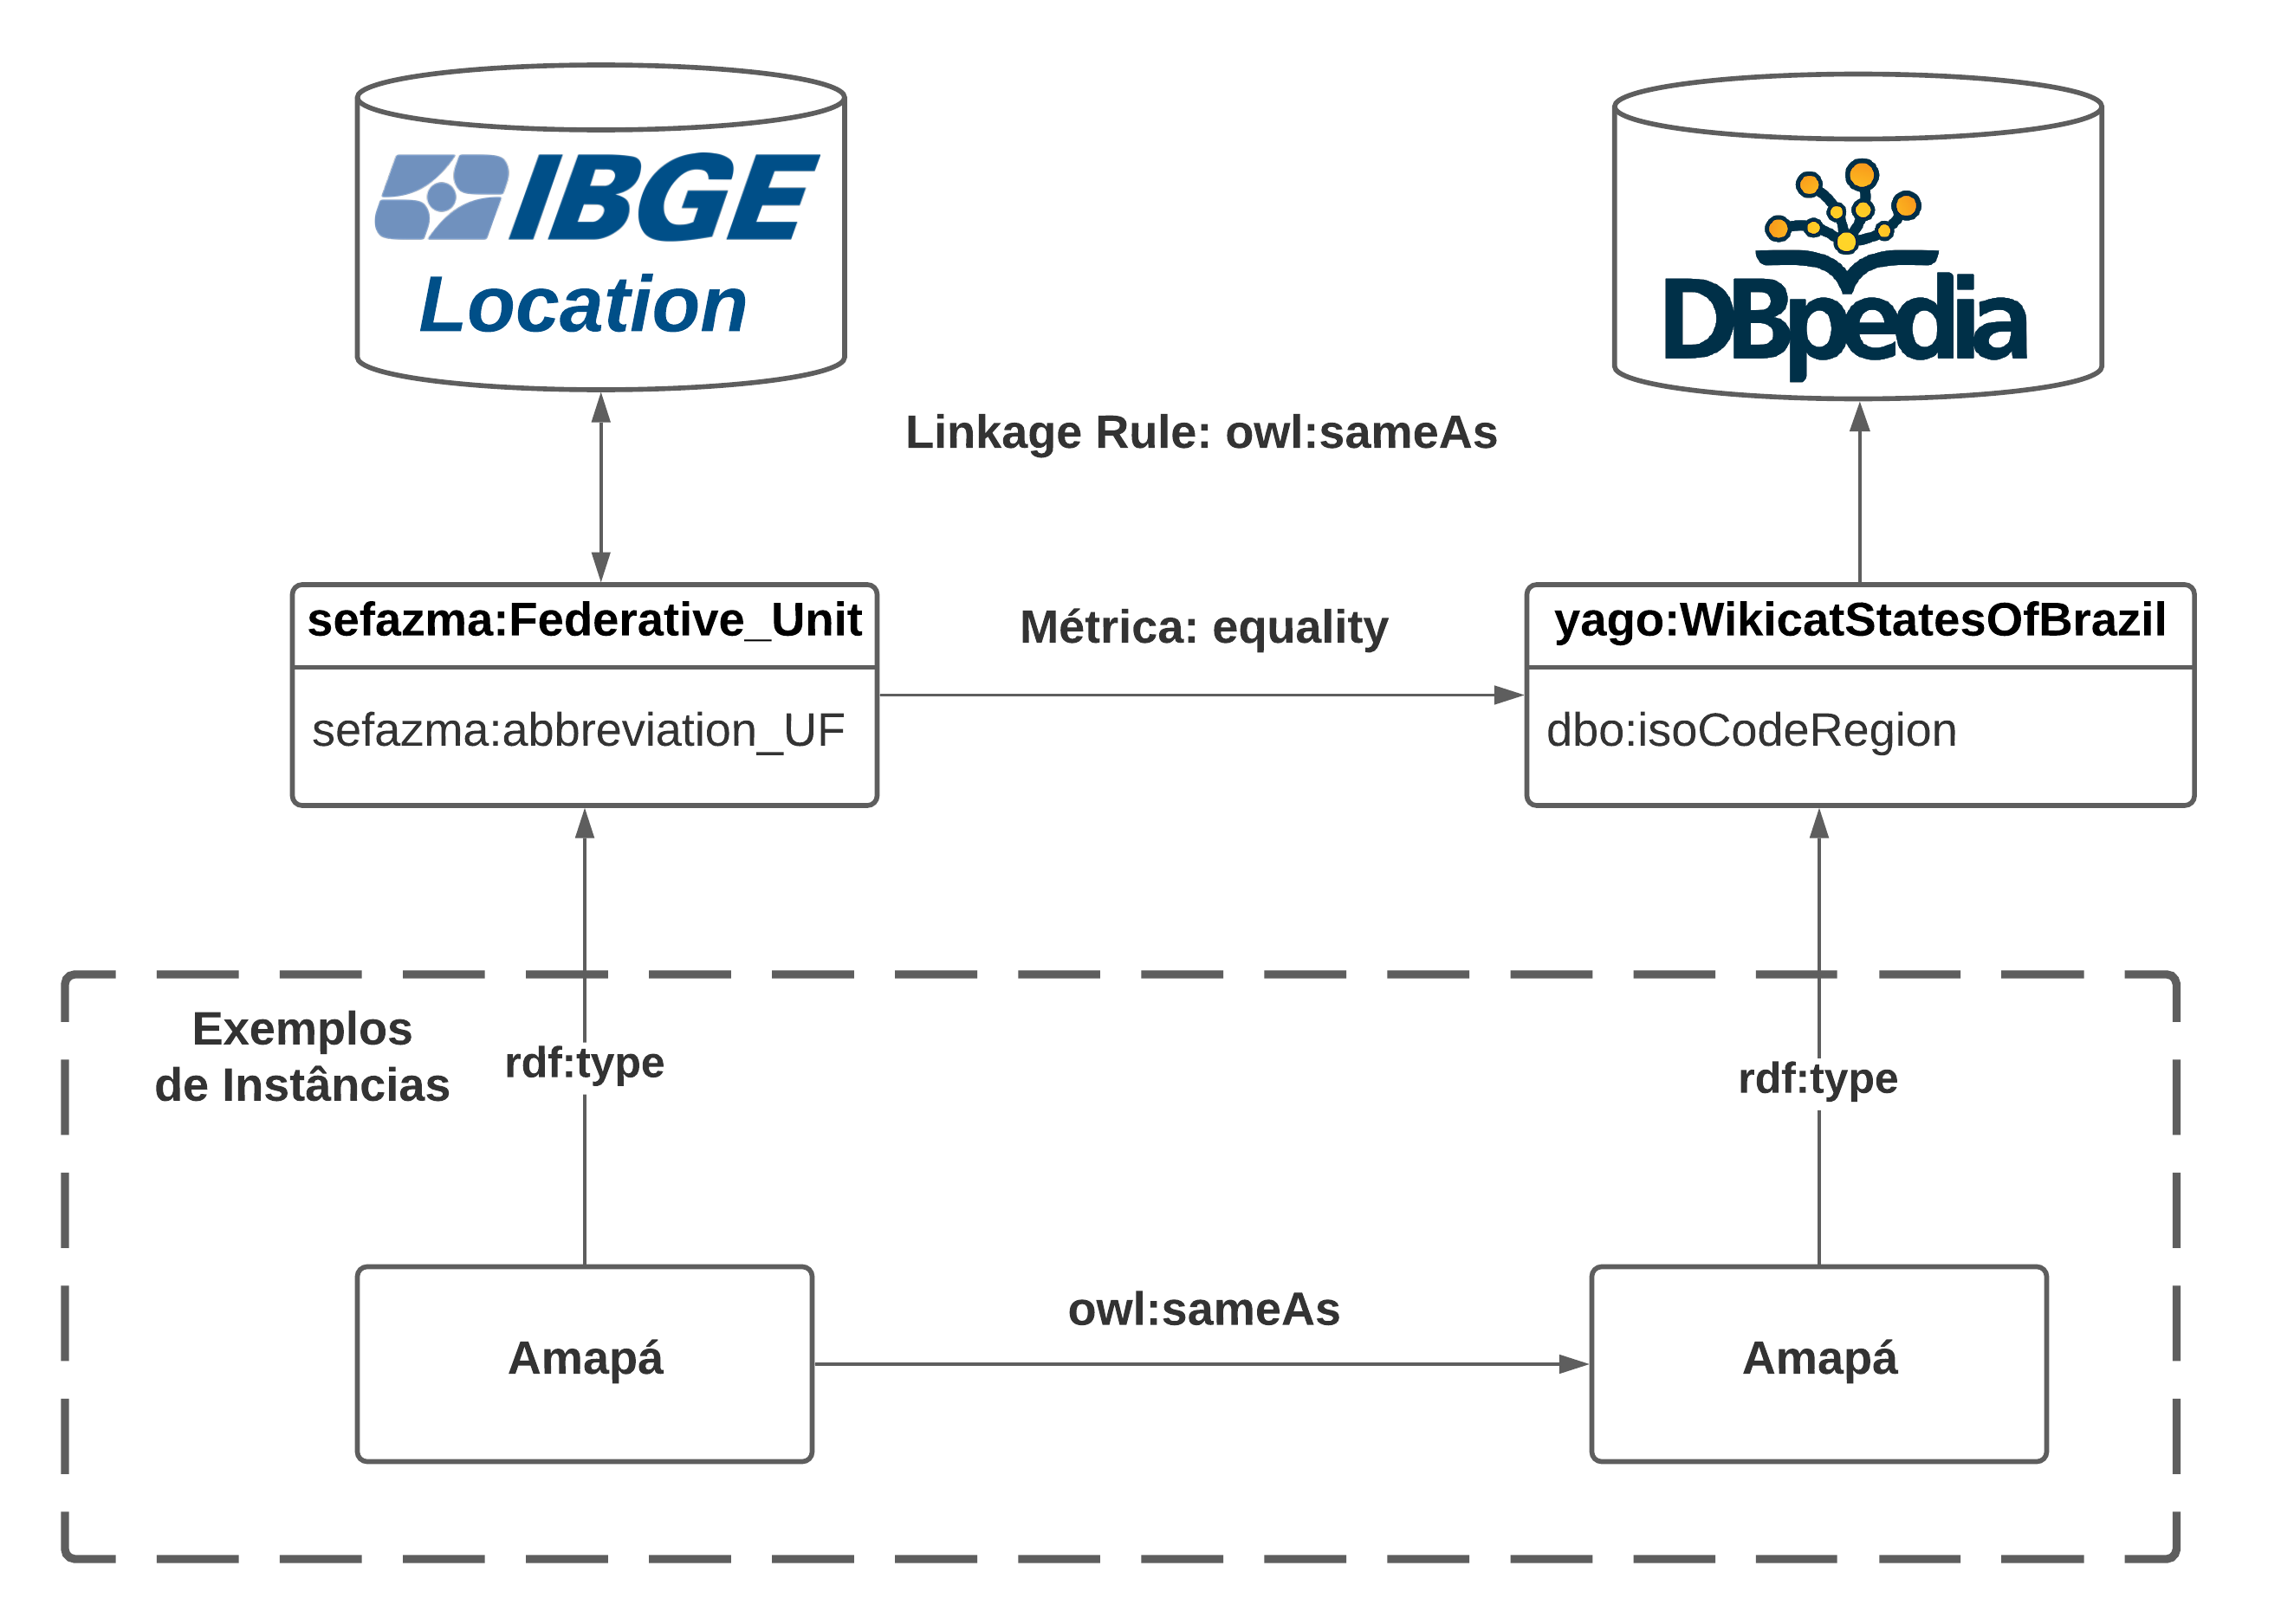 IBGE
Location
DBpedia
Linkage Rule: owl:sameAs
sefazma:Federative_Unit
sefazma:abbreviation_UF
Métrica: equality
yago:WikicatStatesOfBrazil
dbo:isoCodeRegion
Exemplos
de Instâncias
rdf:type
rdf:type
Amapá
owl:sameAs
Amapá